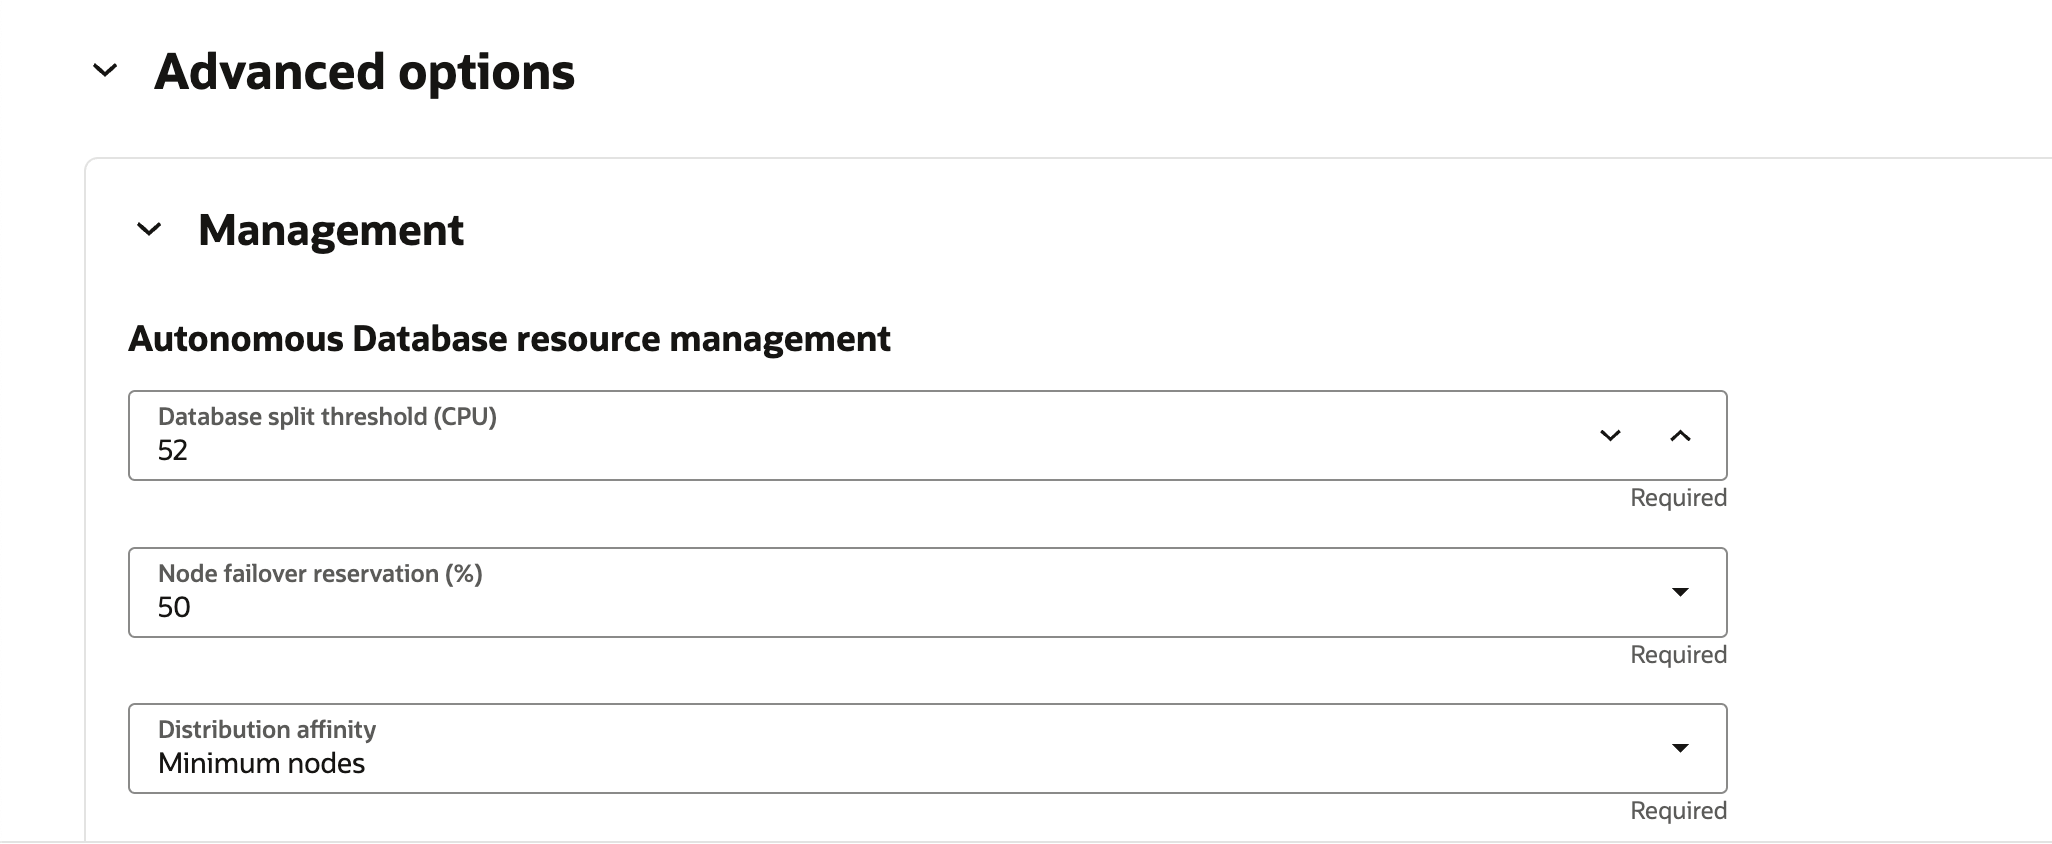 Advanced options
Management
Autonomous Database resource management
Database split threshold (CPU)
52
Required
Node failover reservation (%)
50
Required
Distribution affinity
Minimum nodes
Required